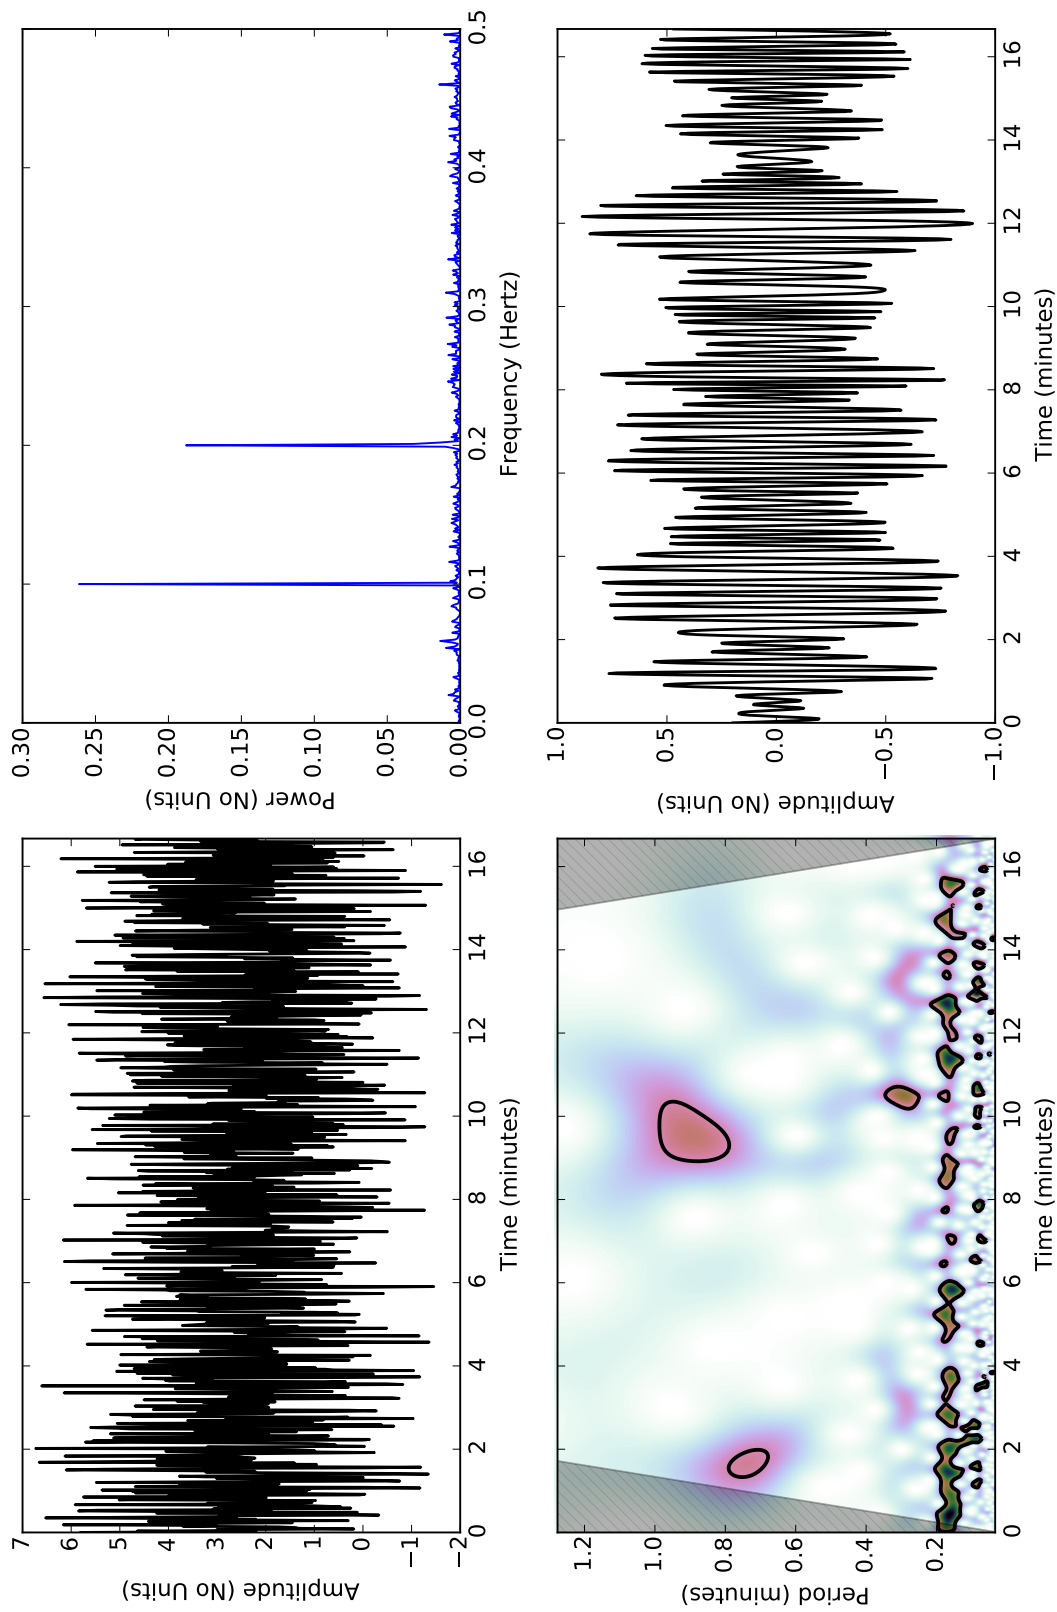 Amplitude (No Units)
7
6
5
4
3
2
1
0
−1
−2
0 2 4 6 8 10 12 14 16
Time (minutes)
Power (No Units)
0.30
0.25
0.20
0.15
0.10
0.05
0.00
0.0 0.1 0.2 0.3 0.4 0.5
Frequency (Hertz)
Period (minutes)
1.2
1.0
0.8
0.6
0.4
0.2
0 2 4 6 8 10 12 14 16
Time (minutes)
Amplitude (No Units)
1.0
0.5
0.0
−0.5
−1.0
0 2 4 6 8 10 12 14 16
Time (minutes)